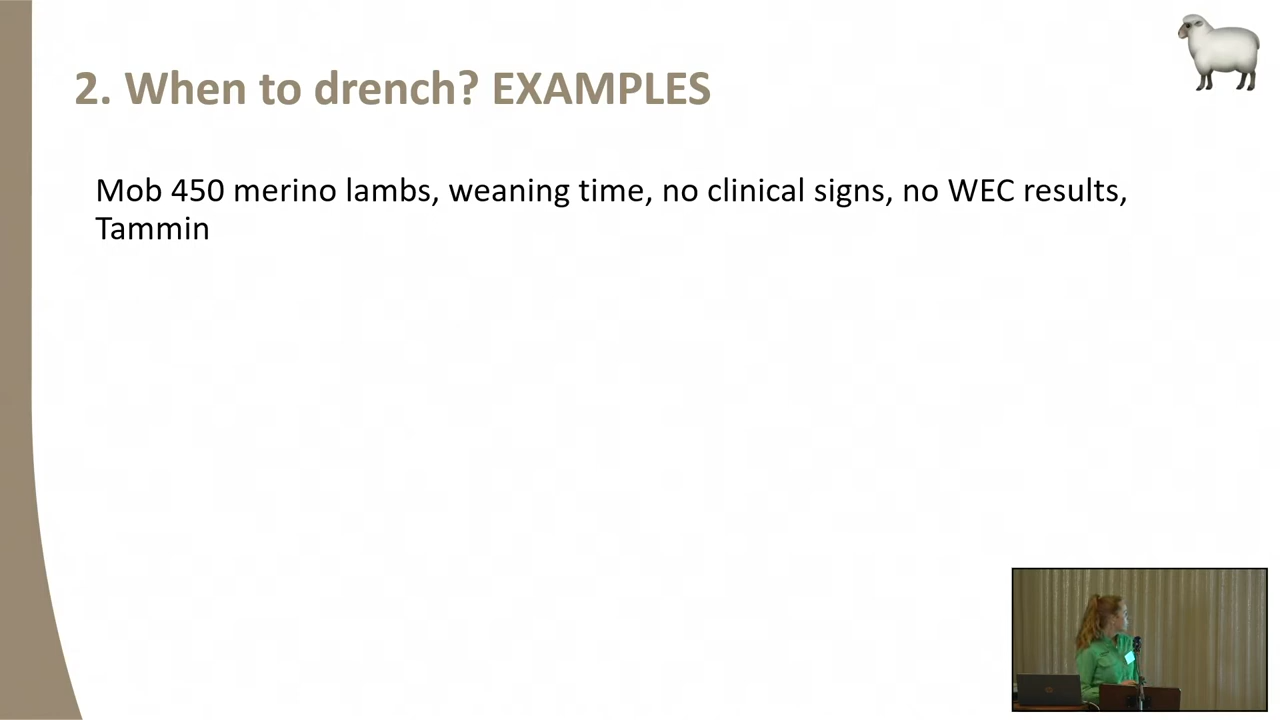 2. When to drench? EXAMPLES
Mob 450 merino lambs, weaning time, no clinical signs, no WEC results,
Tammin